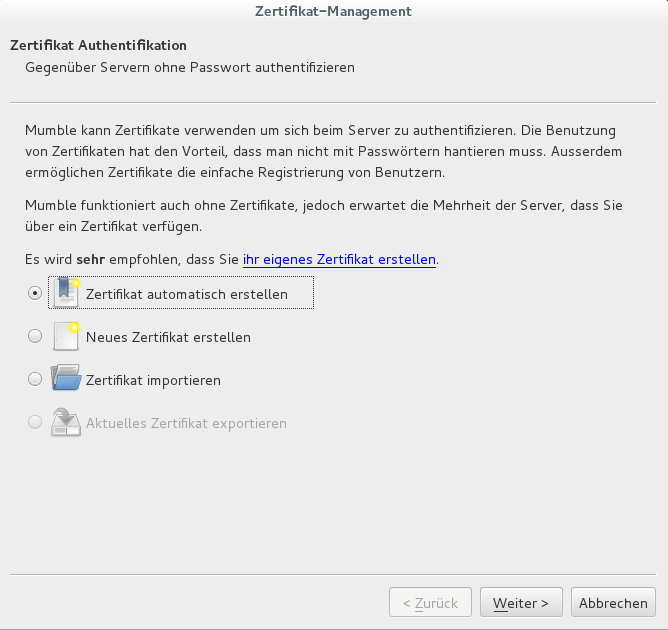 Zertifikat-Management
Zertifikat Authentifikation
Gegenüber Servern ohne Passwort authentifizieren
Mumble kann Zertifikate verwenden um sich beim Server zu authentifizieren. Die Benutzung
von Zertifikaten hat den Vorteil, dass man nicht mit Passwörtern hantieren muss. Ausserdem
ermöglichen Zertifikate die einfache Registrierung von Benutzern.
Mumble funktioniert auch ohne Zertifikate, jedoch erwartet die Mehrheit der Server, dass Sie
über ein Zertifikat verfügen.
Es wird sehr empfohlen, dass Sie ihr eigenes Zertifikat erstellen.
Zertifikat automatisch erstellen
Neues Zertifikat erstellen
Zertifikat importieren
Aktuelles Zertifikat exportieren
< Zurück Weiter > Abbrechen